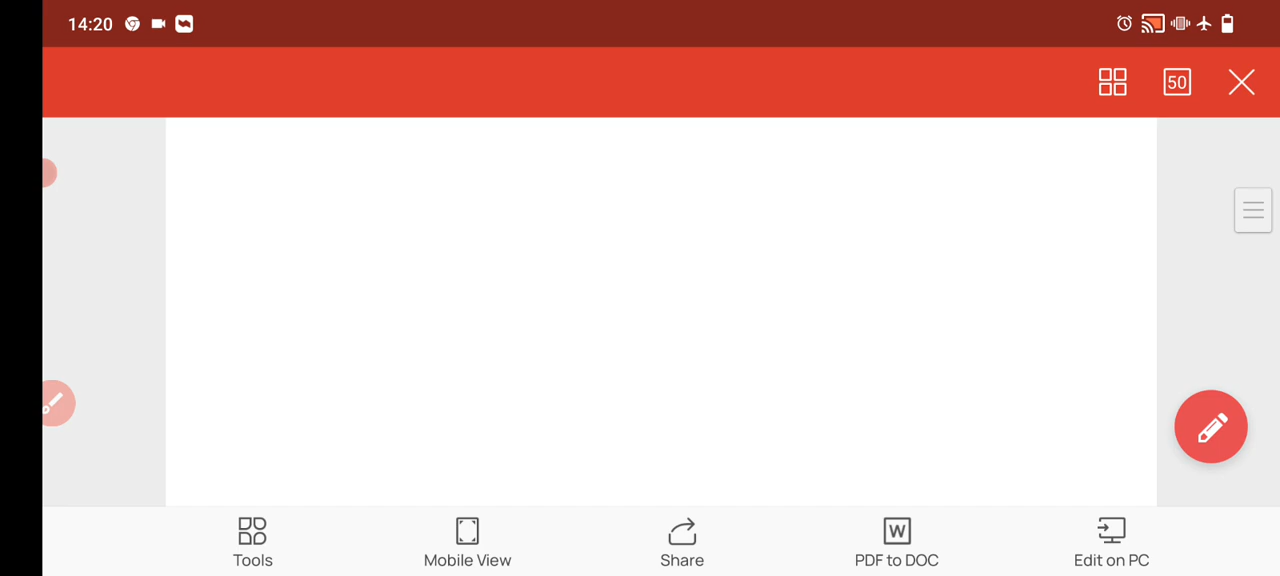 14:20
50
W
Tools
Mobile View
Share
PDF to DOC
Edit on PC